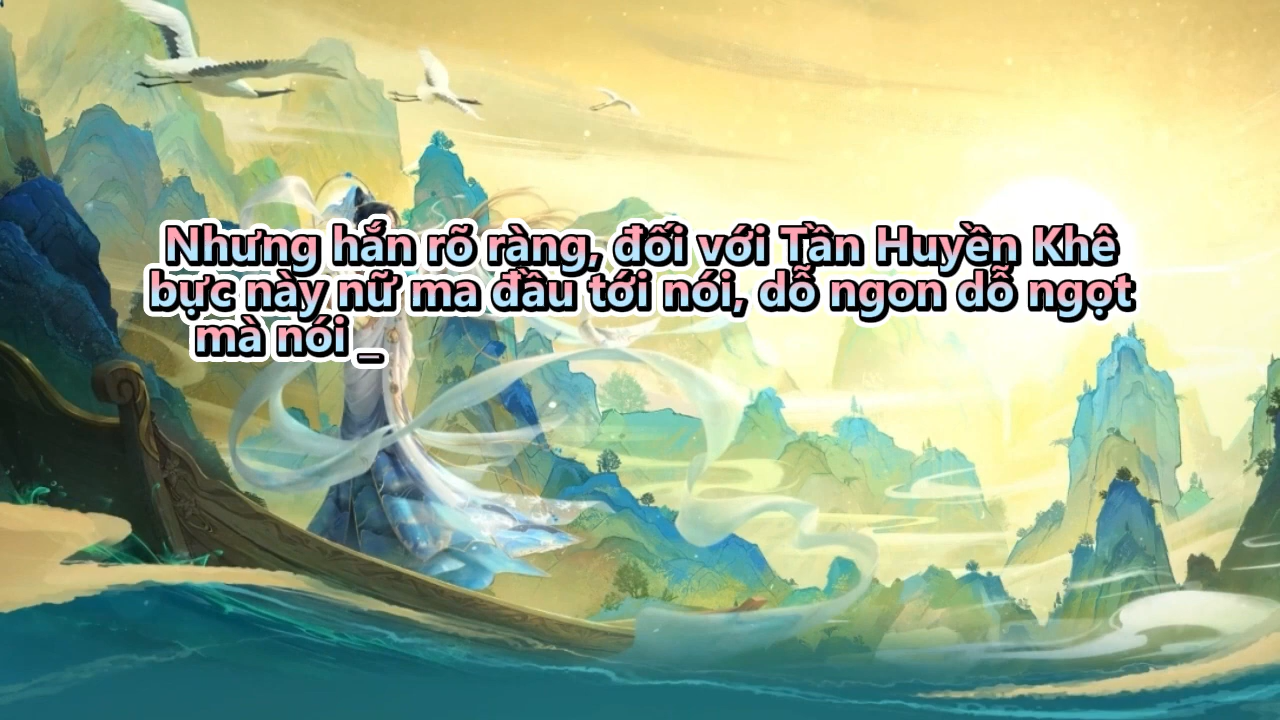 Nhưng hắn rõ ràng, đối với Tần Huyền Khê
bực này nữ ma đầu tới nói, dỗ ngon dỗ ngọt
mà nói _